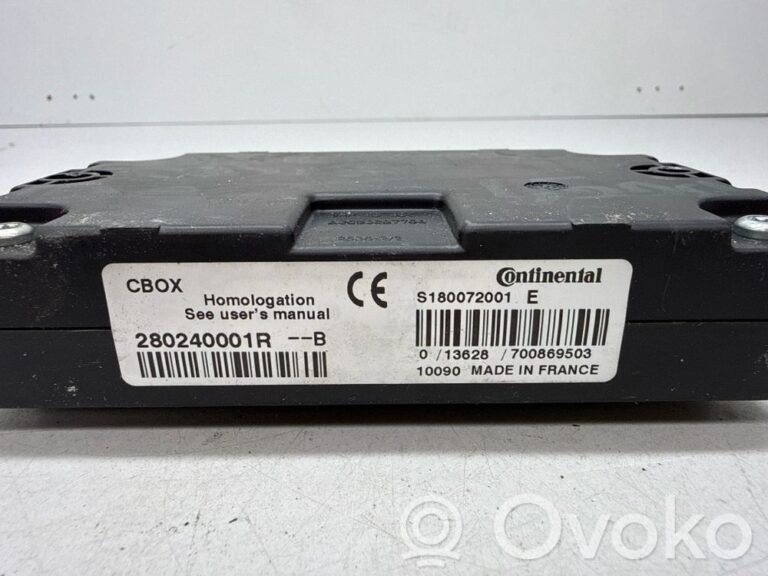 CBOX
Homologation
See user's manual
CE
Continental
S180072001 E
280240001R --B
0 /13628 /700869503
10090 MADE IN FRANCE
Ovoko